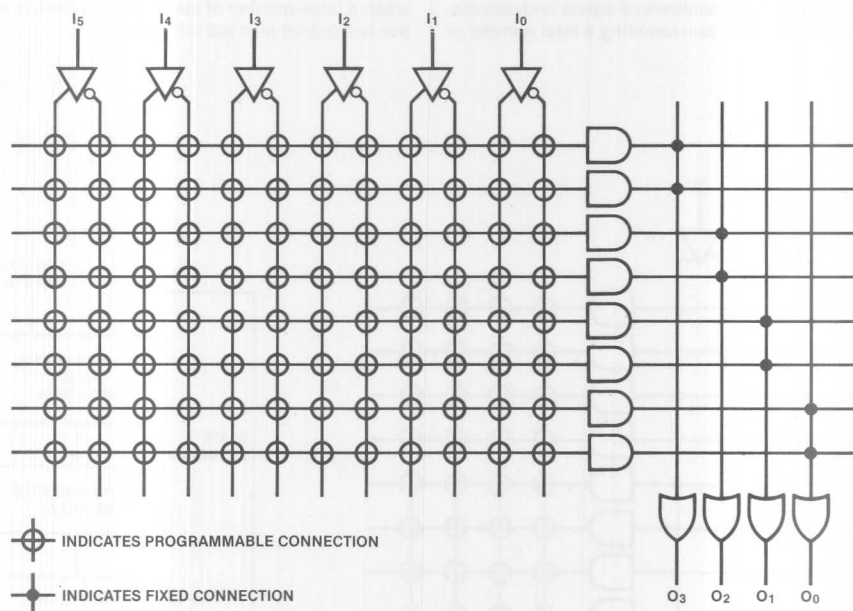 I5 I4 I3 I2 I1 I0
INDICATES PROGRAMMABLE CONNECTION
INDICATES FIXED CONNECTION
O3 O2 O1 O0